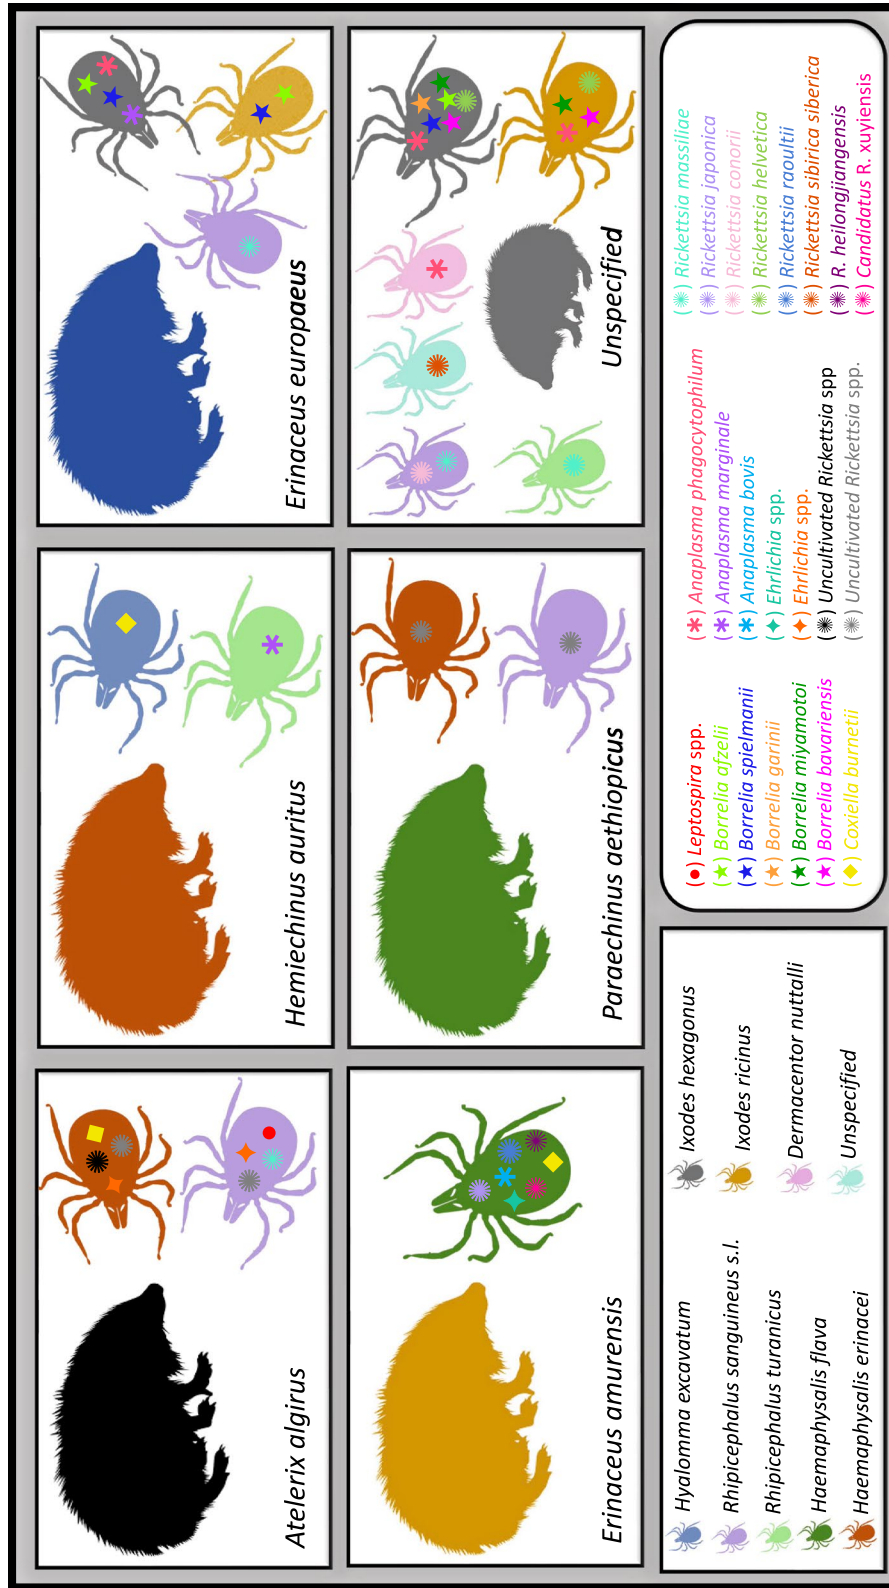 Atelerix algirus
Hemiechinus auritus
Erinaceus europaeus
Erinaceus amurensis
Paraechinus aethiopicus
Unspecified
Hyalomma excavatum
Rhipicephalus sanguineus s.l.
Rhipicephalus turanicus
Haemaphysalis flava
Haemaphysalis erinacei
Ixodes hexagonus
Ixodes ricinus
Dermacentor nuttalli
Unspecified
(●) Leptospira spp.
(★) Borrelia afzelii
(★) Borrelia spielmanii
(★) Borrelia garinii
(★) Borrelia miyamotoi
(★) Borrelia bavariensis
(◆) Coxiella burnetii
(✱) Anaplasma phagocytophilum
(✱) Anaplasma marginale
(✱) Anaplasma bovis
(✦) Ehrlichia spp.
(✦) Ehrlichia spp.
(✺) Uncultivated Rickettsia spp
(✺) Uncultivated Rickettsia spp.
(✺) Rickettsia massiliae
(✺) Rickettsia japonica
(✺) Rickettsia conorii
(✺) Rickettsia helvetica
(✺) Rickettsia raoultii
(✺) Rickettsia sibirica siberica
(✺) R. heilongjiangensis
(✺) Candidatus R. xuyiensis